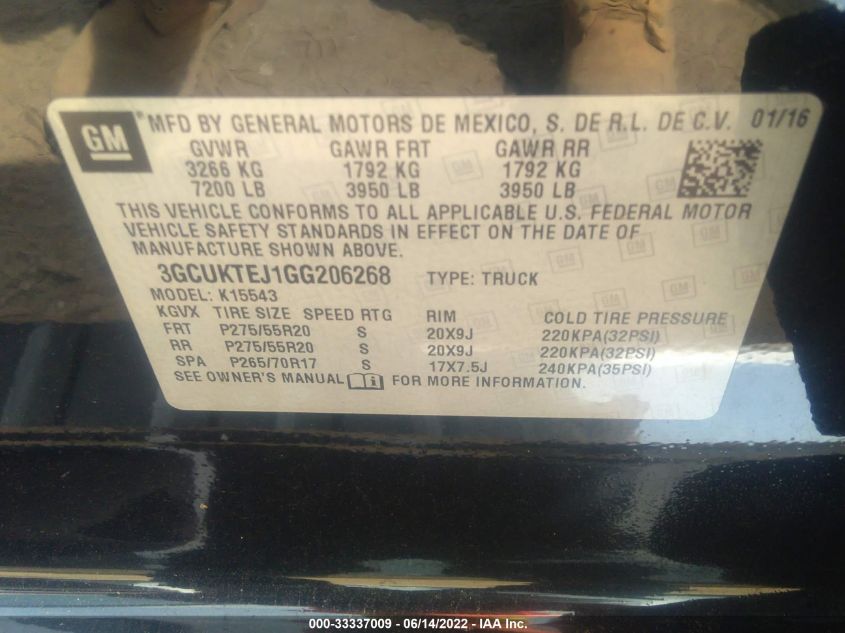 GM ® MFD BY GENERAL MOTORS DE MEXICO, S. DE R.L. DE C.V. 01/16
GVWR GAWR FRT GAWR RR
3266 KG 1792 KG 1792 KG
7200 LB 3950 LB 3950 LB
THIS VEHICLE CONFORMS TO ALL APPLICABLE U.S. FEDERAL MOTOR
VEHICLE SAFETY STANDARDS IN EFFECT ON THE DATE OF
MANUFACTURE SHOWN ABOVE.
3GCUKTEJ1GG206268 TYPE: TRUCK
MODEL: K15543
KGVX TIRE SIZE SPEED RTG RIM COLD TIRE PRESSURE
FRT P275/55R20 S 20X9J 220KPA(32PSI)
RR P275/55R20 S 20X9J 220KPA(32PSI)
SPA P265/70R17 S 17X7.5J 240KPA(35PSI)
SEE OWNER'S MANUAL FOR MORE INFORMATION.
000-33337009 - 06/14/2022 - IAA Inc.